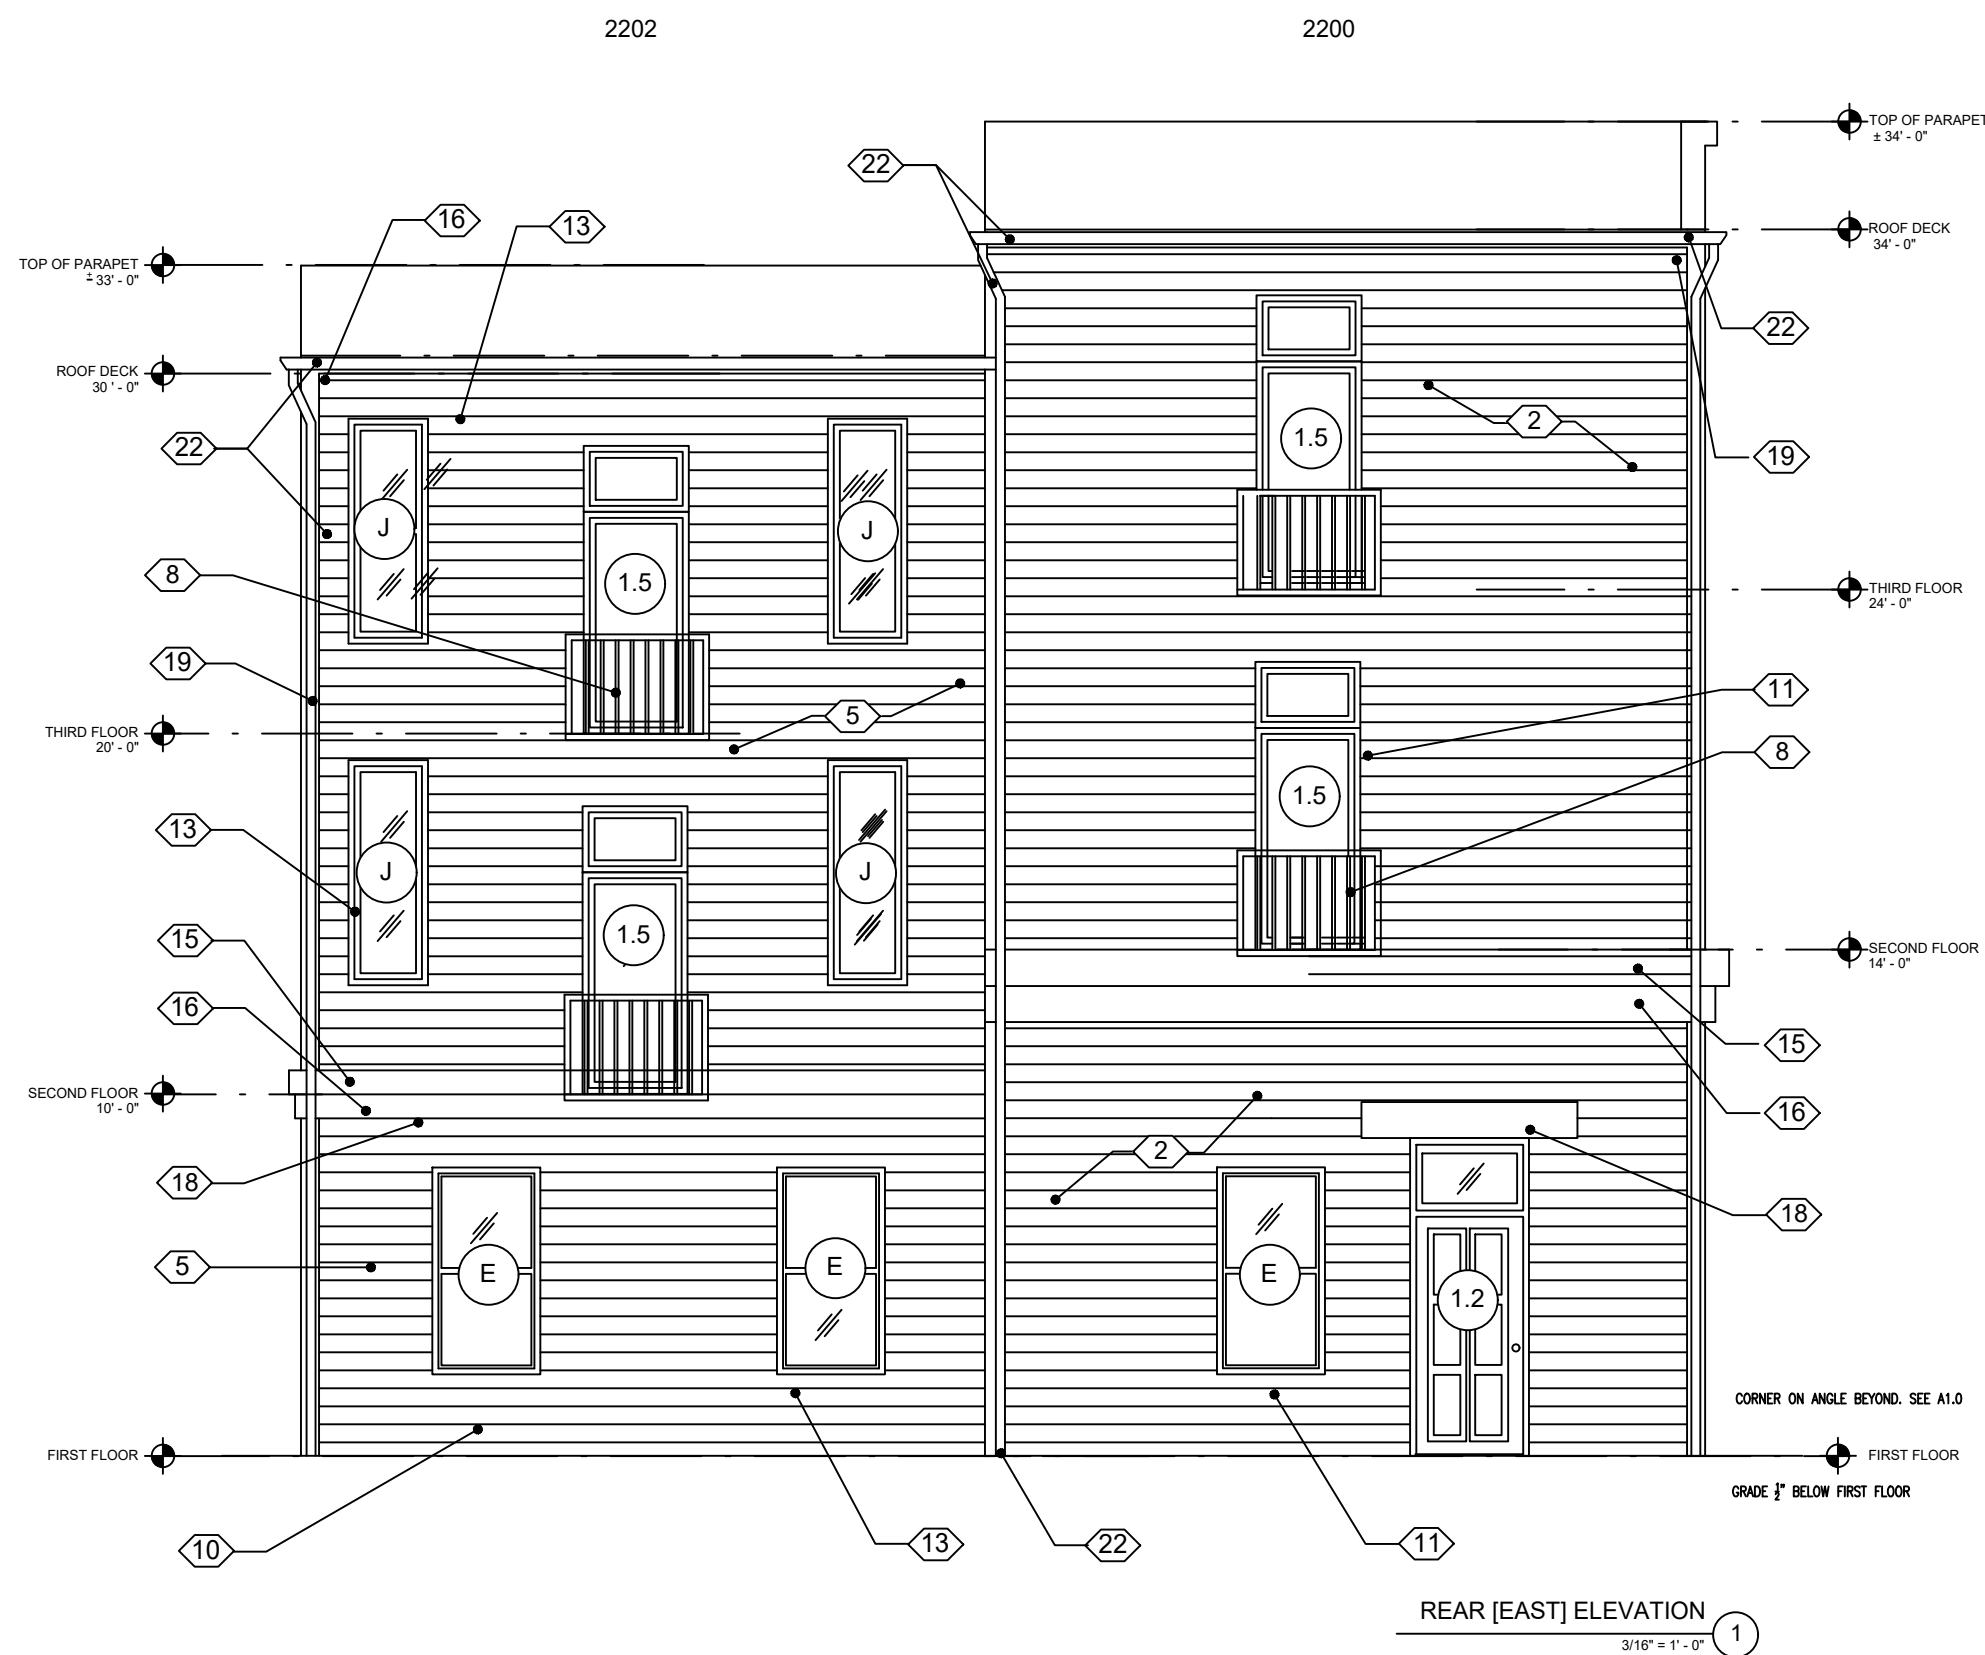 2202
2200
TOP OF PARAPET
± 34' - 0"
22
16
13
ROOF DECK
34' - 0"
TOP OF PARAPET
± 33' - 0"
22
ROOF DECK
30 ' - 0"
2
1.5
22
19
J
J
8
1.5
THIRD FLOOR
24' - 0"
19
11
5
THIRD FLOOR
20' - 0"
8
1.5
13
J
J
15
1.5
SECOND FLOOR
14' - 0"
16
15
SECOND FLOOR
10' - 0"
16
2
18
18
5
E
E
E
1.2
CORNER ON ANGLE BEYOND. SEE A1.0
FIRST FLOOR
FIRST FLOOR
GRADE ½" BELOW FIRST FLOOR
10
13
22
11
REAR [EAST] ELEVATION
1
3/16" = 1' - 0"